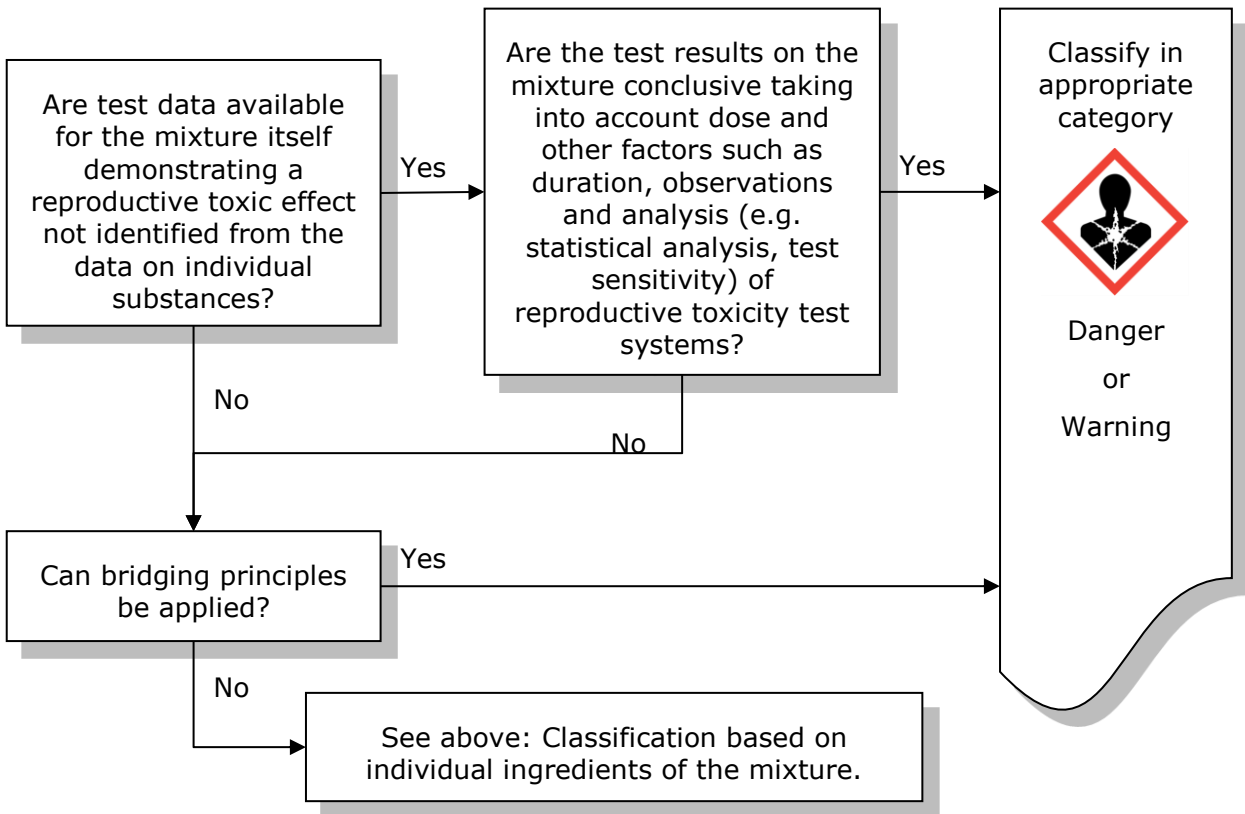 Are test data available
for the mixture itself
demonstrating a
reproductive toxic effect
not identified from the
data on individual
substances?
Yes
Are the test results on the
mixture conclusive taking
into account dose and
other factors such as
duration, observations
and analysis (e.g.
statistical analysis, test
sensitivity) of
reproductive toxicity test
systems?
Yes
Classify in
appropriate
category
Danger
or
Warning
No
No
Can bridging principles
be applied?
Yes
No
See above: Classification based on
individual ingredients of the mixture.